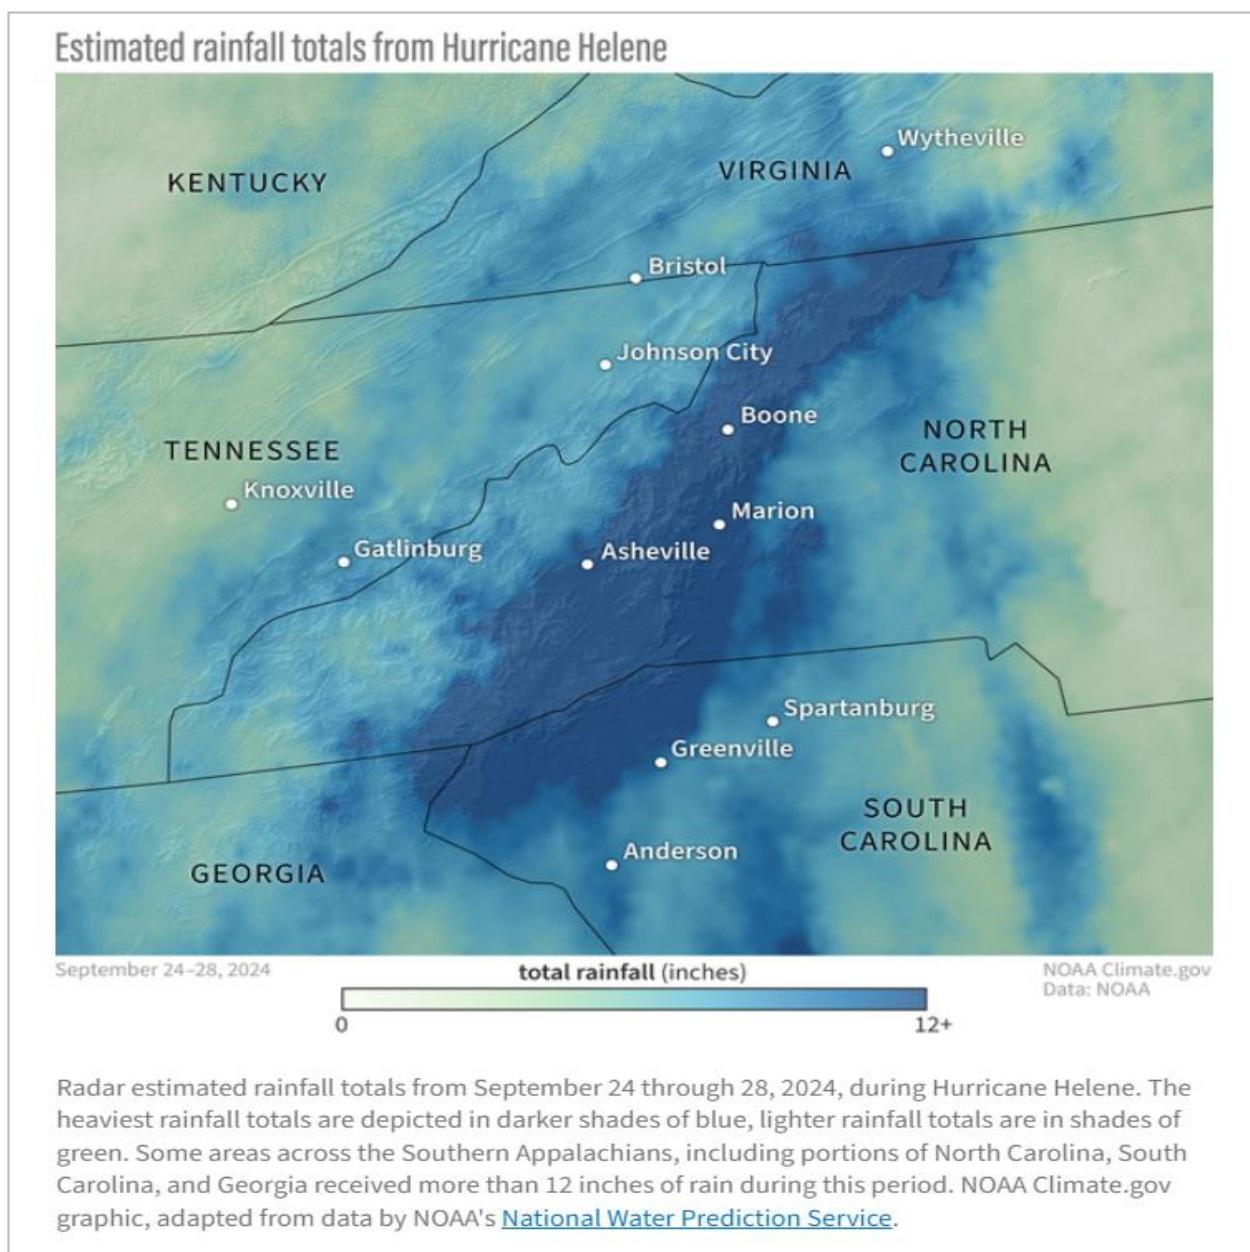 Estimated rainfall totals from Hurricane Helene
Wytheville
VIRGINIA
KENTUCKY
Bristol
Johnson City
Boone
NORTH
CAROLINA
TENNESSEE
Knoxville
Marion
Gatlinburg
Asheville
Spartanburg
Greenville
SOUTH
CAROLINA
Anderson
GEORGIA
September 24–28, 2024
total rainfall (inches)
NOAA Climate.gov
Data: NOAA
0
12+
Radar estimated rainfall totals from September 24 through 28, 2024, during Hurricane Helene. The
heaviest rainfall totals are depicted in darker shades of blue, lighter rainfall totals are in shades of
green. Some areas across the Southern Appalachians, including portions of North Carolina, South
Carolina, and Georgia received more than 12 inches of rain during this period. NOAA Climate.gov
graphic, adapted from data by NOAA's National Water Prediction Service.